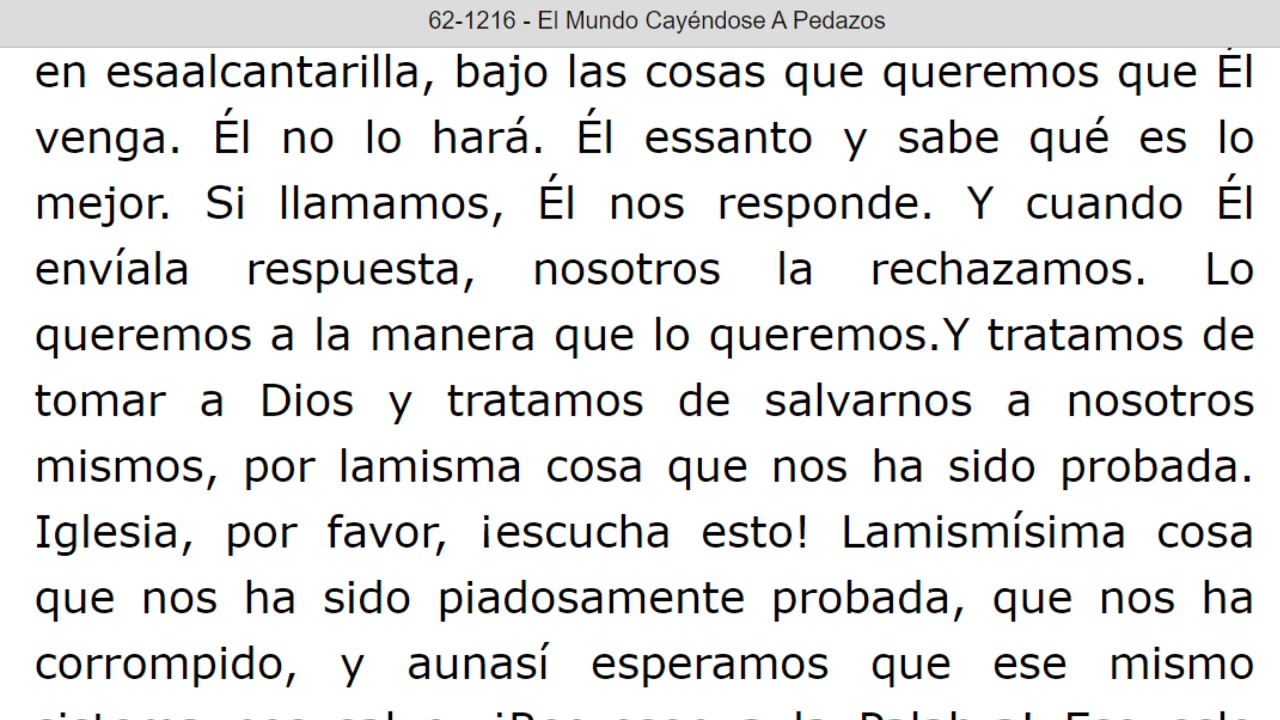 62-1216 - El Mundo Cayéndose A Pedazos
en esaalcantarilla, bajo las cosas que queremos que Él
venga. Él no lo hará. Él essanto y sabe qué es lo
mejor. Si llamamos, Él nos responde. Y cuando Él
envíala respuesta, nosotros la rechazamos. Lo
queremos a la manera que lo queremos.Y tratamos de
tomar a Dios y tratamos de salvarnos a nosotros
mismos, por lamisma cosa que nos ha sido probada.
Iglesia, por favor, ¡escucha esto! Lamismísima cosa
que nos ha sido piadosamente probada, que nos ha
corrompido, y aunasí esperamos que ese mismo